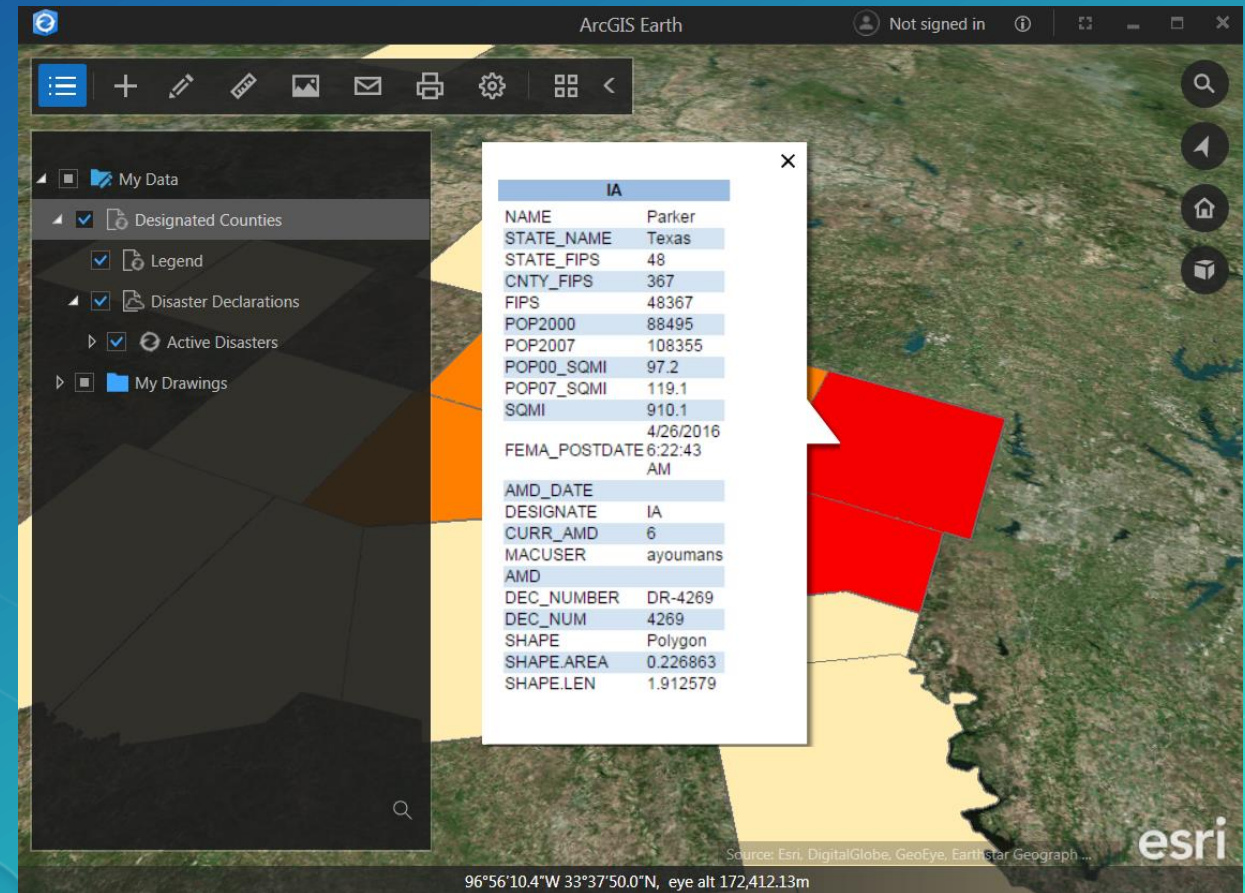 ArcGIS Earth
Not signed in
My Data
Designated Counties
Legend
Disaster Declarations
Active Disasters
My Drawings
IA
NAME Parker
STATE_NAME Texas
STATE_FIPS 48
CNTY_FIPS 367
FIPS 48367
POP2000 88495
POP2007 108355
POP00_SQMI 97.2
POP07_SQMI 119.1
SQMI 910.1
4/26/2016
FEMA_POSTDATE 6:22:43
AM
AMD_DATE
DESIGNATE IA
CURR_AMD 6
MACUSER ayoumans
AMD
DEC_NUMBER DR-4269
DEC_NUM 4269
SHAPE Polygon
SHAPE.AREA 0.226863
SHAPE.LEN 1.912579
esri
Source: Esri, DigitalGlobe, GeoEye, Earthstar Geograph ...
96°56'10.4"W 33°37'50.0"N, eye alt 172,412.13m